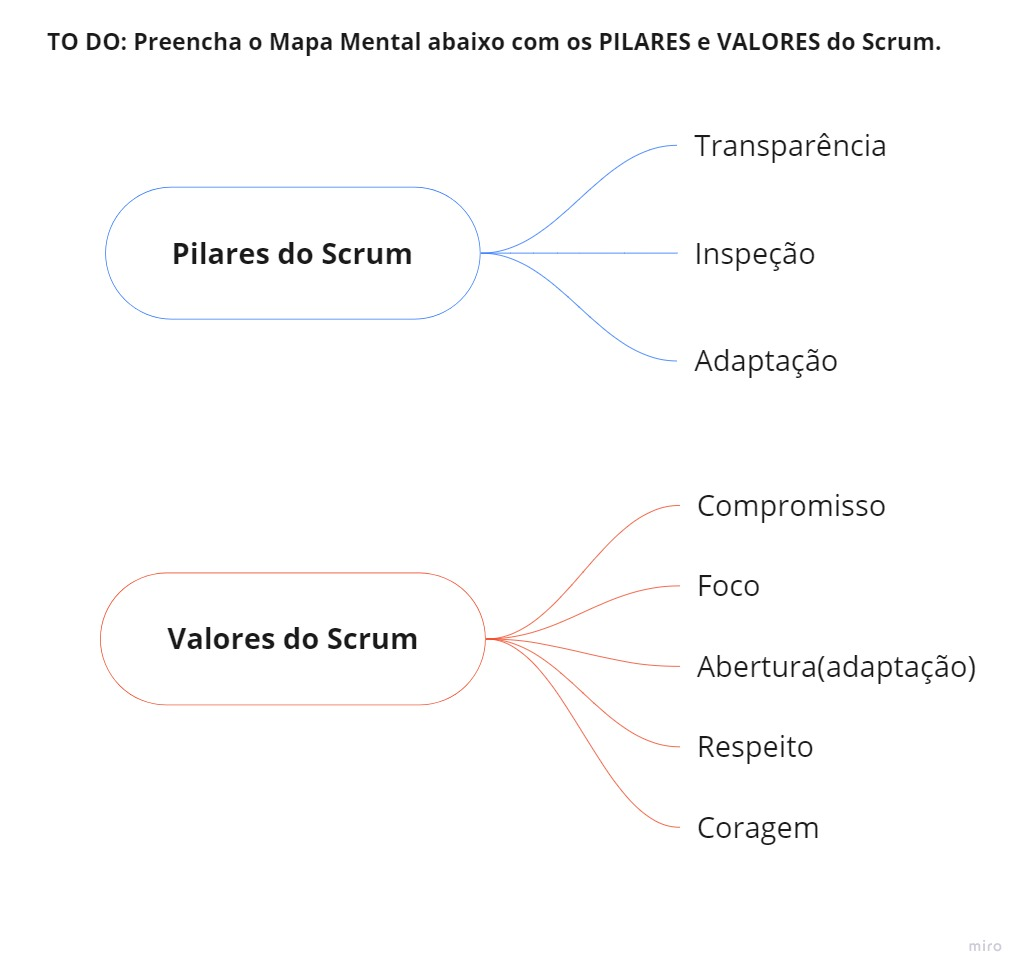 TO DO: Preencha o Mapa Mental abaixo com os PILARES e VALORES do Scrum.
Pilares do Scrum
Transparência
Inspeção
Adaptação
Valores do Scrum
Compromisso
Foco
Abertura(adaptação)
Respeito
Coragem
miro